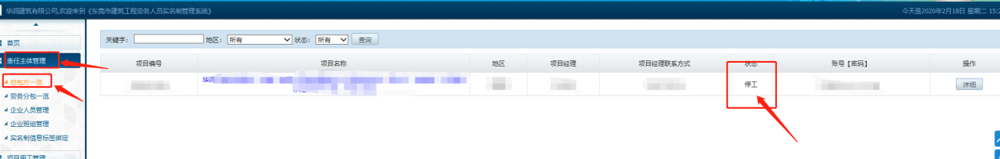 华润建筑有限公司,欢迎来到《东莞市建筑工程劳务人员实名制管理系统》
今天是2020年2月18日 星期二 15:2
首页
责任主体管理
总包方一览
劳务分包一览
企业人员管理
企业班组管理
实名制信息标签绑定
项目用工管理
关键字： 地区：所有 状态：所有 查询
项目编号 项目名称 地区 项目经理 项目经理联系方式 状态 账号【密码】 操作
华润
停工 详细